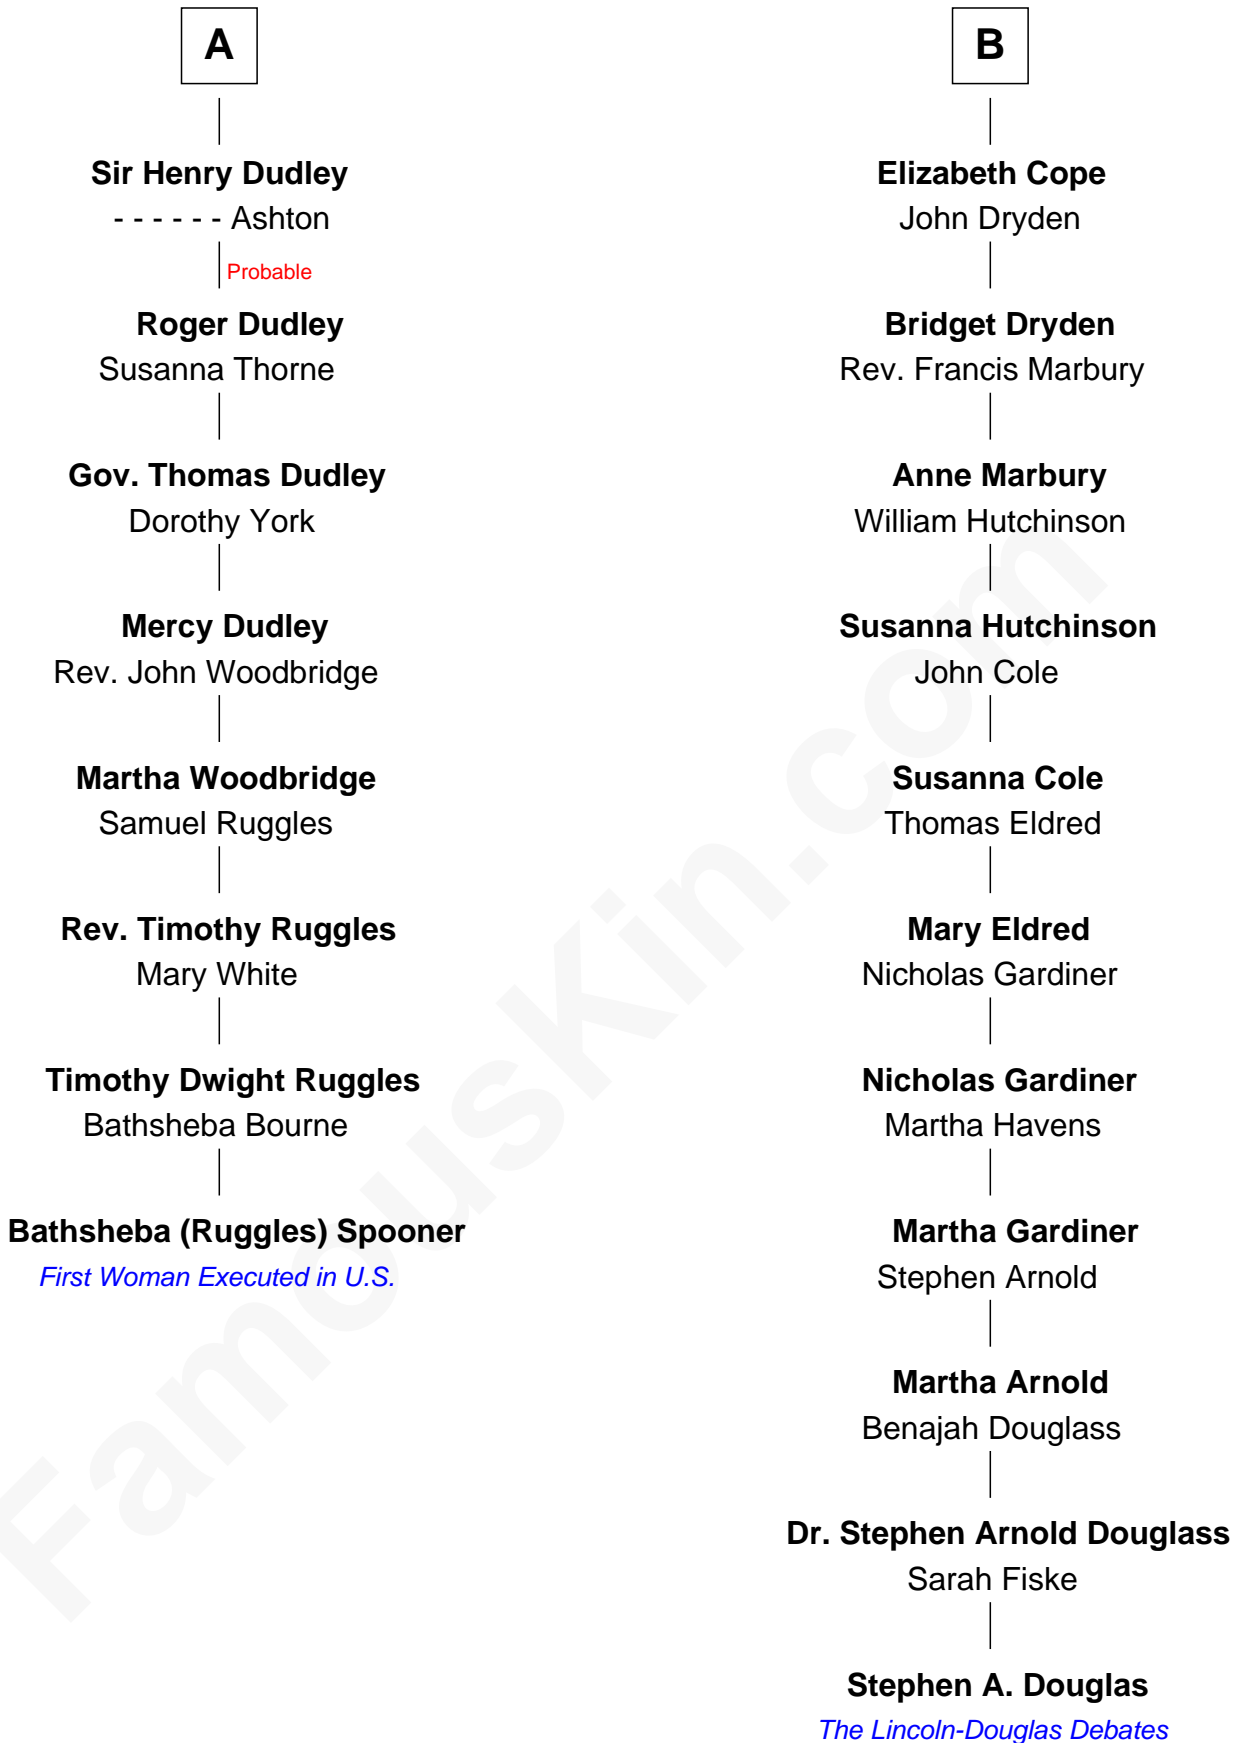 A
Sir Henry Dudley
- - - - - - Ashton
Probable
Roger Dudley
Susanna Thorne
Gov. Thomas Dudley
Dorothy York
Mercy Dudley
Rev. John Woodbridge
Martha Woodbridge
Samuel Ruggles
Rev. Timothy Ruggles
Mary White
Timothy Dwight Ruggles
Bathsheba Bourne
Bathsheba (Ruggles) Spooner
First Woman Executed in U.S.
B
Elizabeth Cope
John Dryden
Bridget Dryden
Rev. Francis Marbury
Anne Marbury
William Hutchinson
Susanna Hutchinson
John Cole
Susanna Cole
Thomas Eldred
Mary Eldred
Nicholas Gardiner
Nicholas Gardiner
Martha Havens
Martha Gardiner
Stephen Arnold
Martha Arnold
Benajah Douglass
Dr. Stephen Arnold Douglass
Sarah Fiske
Stephen A. Douglas
The Lincoln-Douglas Debates
FamousKin.com